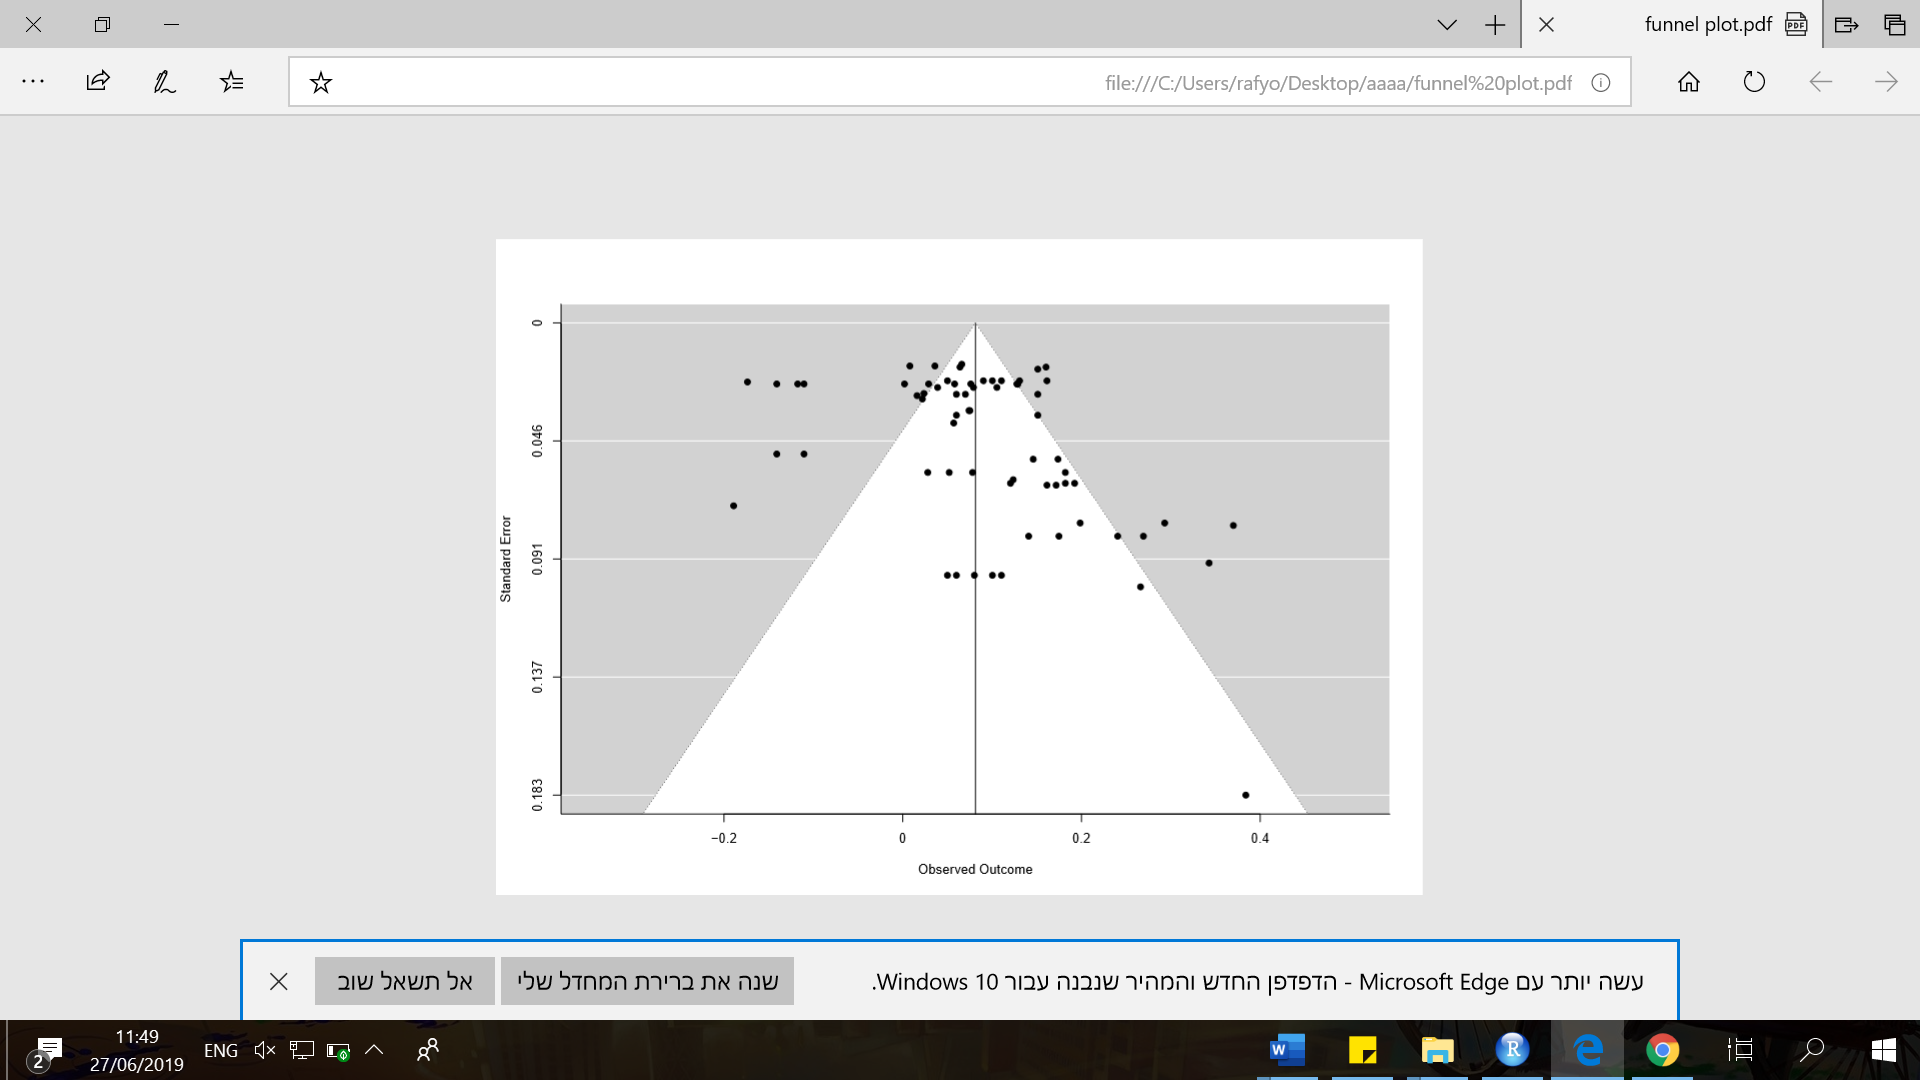 funnel plot.pdf
PDF
file:///C:/Users/rafyo/Desktop/aaaa/funnel%20plot.pdf
0
0.046
0.091
0.137
0.183
Standard Error
−0.2
0
0.2
0.4
Observed Outcome
עשה יותר עם Microsoft Edge - הדפדפן החדש והמהיר שנבנה עבור Windows 10.
שנה את ברירת המחדל שלי
אל תשאל שוב
2
11:49
27/06/2019
ENG
W
R